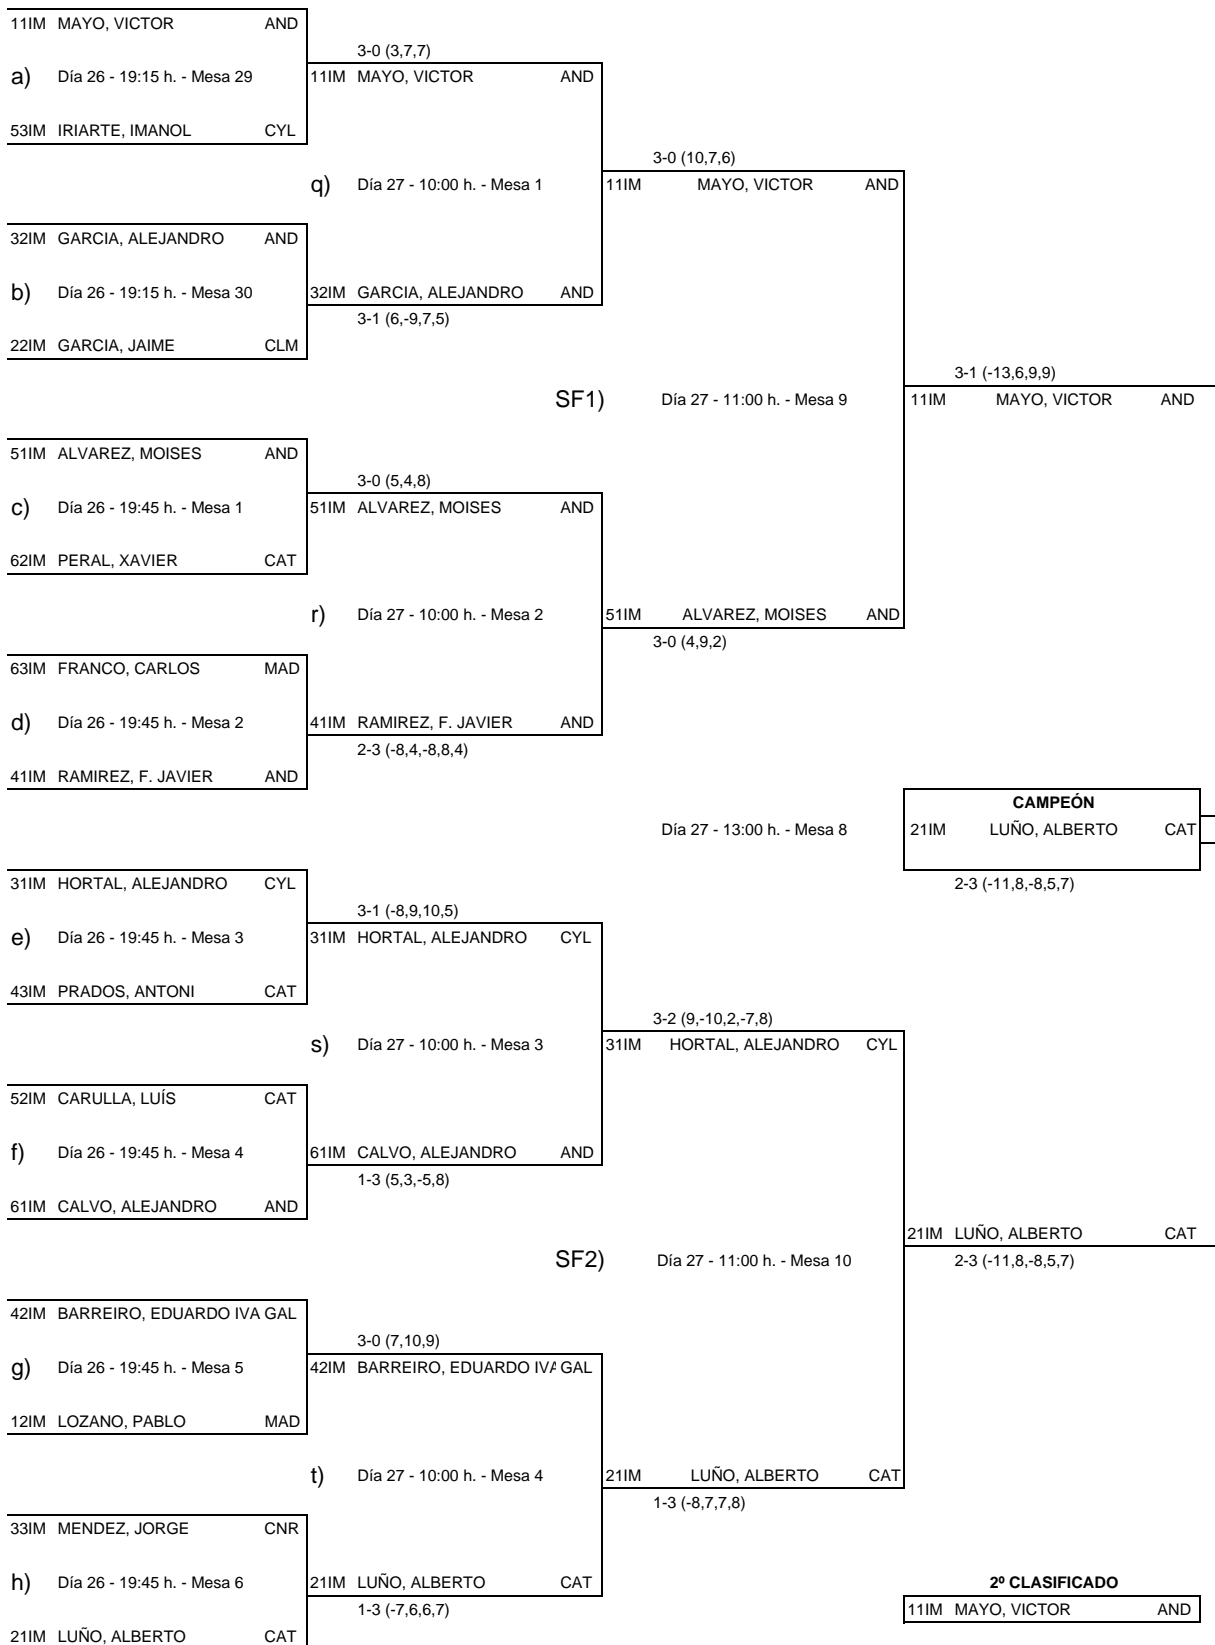 11IM MAYO, VICTOR AND
3-0 (3,7,7)
a) Día 26 - 19:15 h. - Mesa 29
11IM MAYO, VICTOR AND
53IM IRIARTE, IMANOL CYL
3-0 (10,7,6)
q) Día 27 - 10:00 h. - Mesa 1
11IM MAYO, VICTOR AND
32IM GARCIA, ALEJANDRO AND
b) Día 26 - 19:15 h. - Mesa 30
32IM GARCIA, ALEJANDRO AND
3-1 (6,-9,7,5)
22IM GARCIA, JAIME CLM
3-1 (-13,6,9,9)
SF1) Día 27 - 11:00 h. - Mesa 9
11IM MAYO, VICTOR AND
51IM ALVAREZ, MOISES AND
3-0 (5,4,8)
c) Día 26 - 19:45 h. - Mesa 1
51IM ALVAREZ, MOISES AND
62IM PERAL, XAVIER CAT
r) Día 27 - 10:00 h. - Mesa 2
51IM ALVAREZ, MOISES AND
3-0 (4,9,2)
63IM FRANCO, CARLOS MAD
d) Día 26 - 19:45 h. - Mesa 2
41IM RAMIREZ, F. JAVIER AND
2-3 (-8,4,-8,8,4)
41IM RAMIREZ, F. JAVIER AND
CAMPEÓN
Día 27 - 13:00 h. - Mesa 8
21IM LUÑO, ALBERTO CAT
2-3 (-11,8,-8,5,7)
31IM HORTAL, ALEJANDRO CYL
3-1 (-8,9,10,5)
e) Día 26 - 19:45 h. - Mesa 3
31IM HORTAL, ALEJANDRO CYL
43IM PRADOS, ANTONI CAT
3-2 (9,-10,2,-7,8)
s) Día 27 - 10:00 h. - Mesa 3
31IM HORTAL, ALEJANDRO CYL
52IM CARULLA, LUÍS CAT
f) Día 26 - 19:45 h. - Mesa 4
61IM CALVO, ALEJANDRO AND
1-3 (5,3,-5,8)
61IM CALVO, ALEJANDRO AND
21IM LUÑO, ALBERTO CAT
SF2) Día 27 - 11:00 h. - Mesa 10
2-3 (-11,8,-8,5,7)
42IM BARREIRO, EDUARDO IVA GAL
3-0 (7,10,9)
g) Día 26 - 19:45 h. - Mesa 5
42IM BARREIRO, EDUARDO IVA GAL
12IM LOZANO, PABLO MAD
t) Día 27 - 10:00 h. - Mesa 4
21IM LUÑO, ALBERTO CAT
1-3 (-8,7,7,8)
33IM MENDEZ, JORGE CNR
h) Día 26 - 19:45 h. - Mesa 6
21IM LUÑO, ALBERTO CAT
1-3 (-7,6,6,7)
2º CLASIFICADO
11IM MAYO, VICTOR AND
21IM LUÑO, ALBERTO CAT